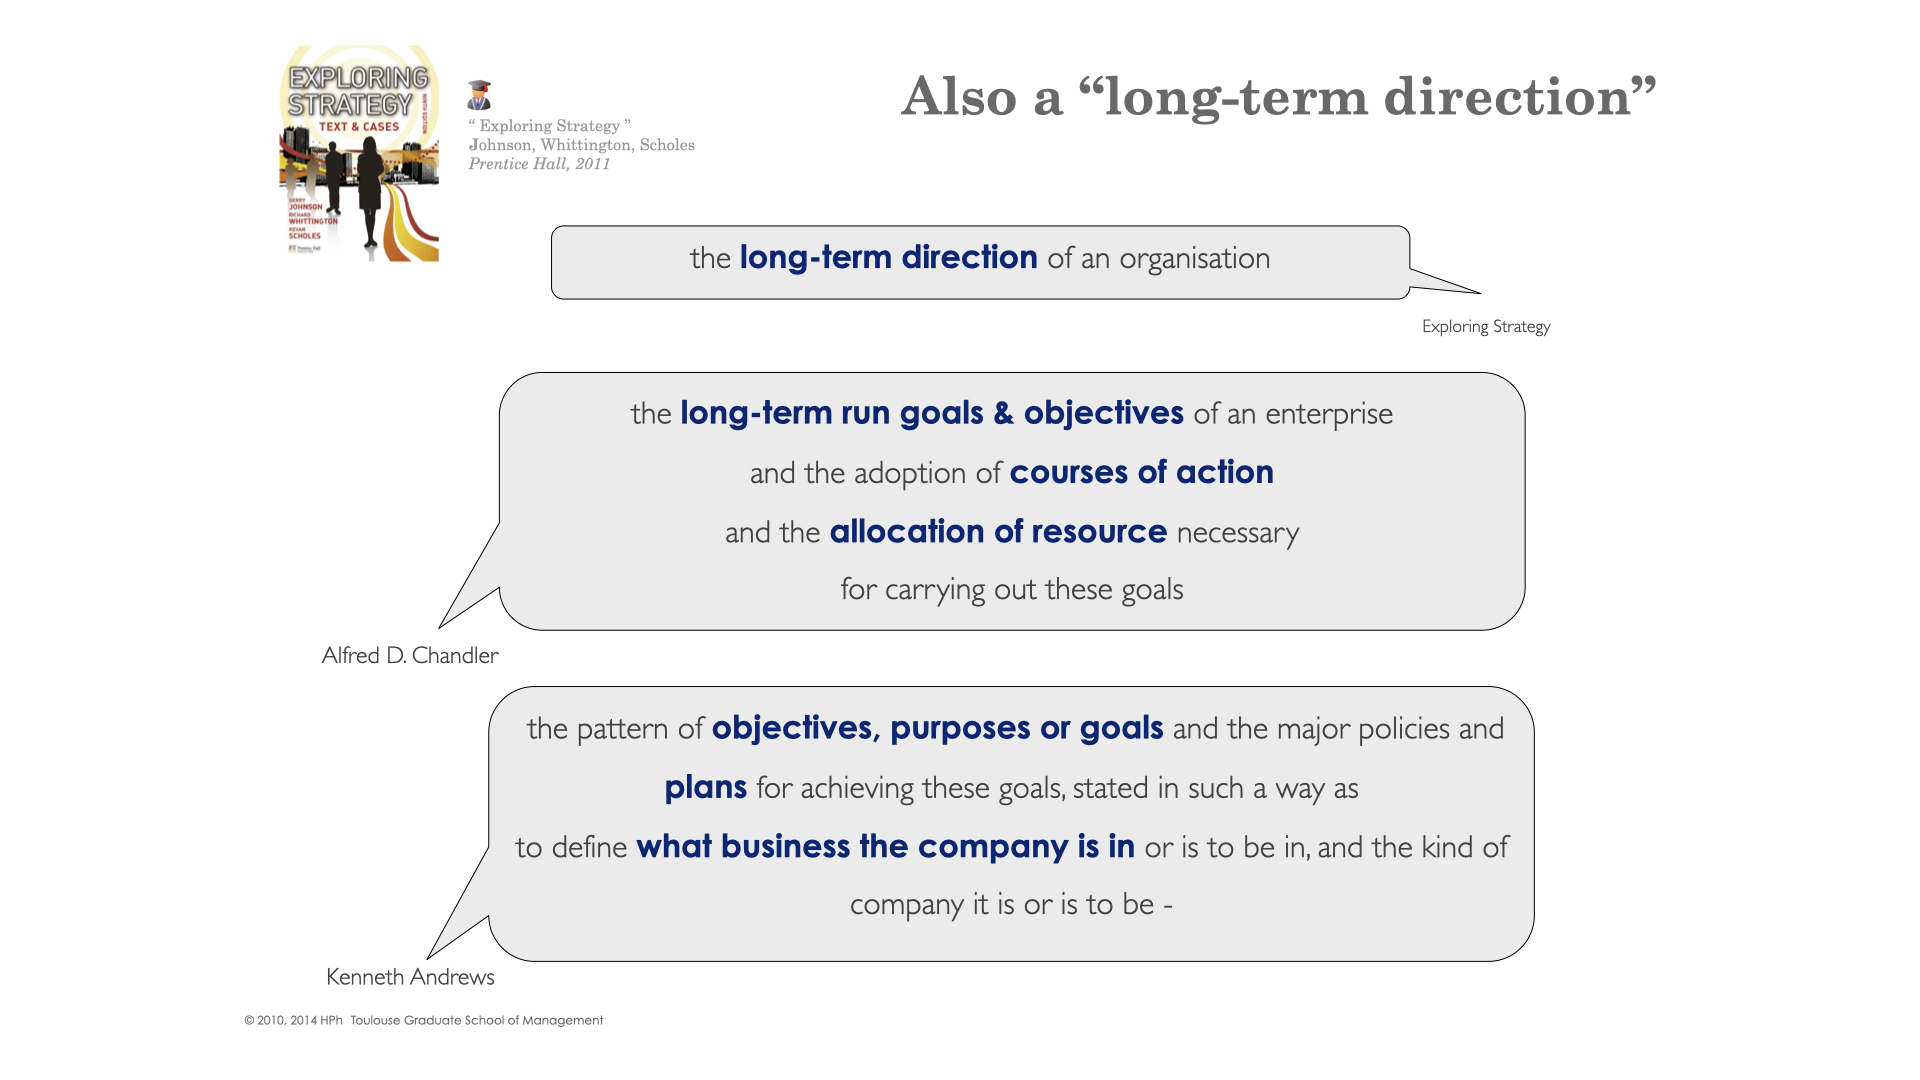 EXPLORING
STRATEGY
NINTH EDITION
TEXT & CASES
GERRY
JOHNSON
RICHARD
WHITTINGTON
KEVAN
SCHOLES
Prentice Hall
“ Exploring Strategy ”
Johnson, Whittington, Scholes
Prentice Hall, 2011
Also a “long-term direction”
the long-term direction of an organisation
Exploring Strategy
the long-term run goals & objectives of an enterprise
and the adoption of courses of action
and the allocation of resource necessary
for carrying out these goals
Alfred D. Chandler
the pattern of objectives, purposes or goals and the major policies and
plans for achieving these goals, stated in such a way as
to define what business the company is in or is to be in, and the kind of
company it is or is to be -
Kenneth Andrews
© 2010, 2014 HPh Toulouse Graduate School of Management